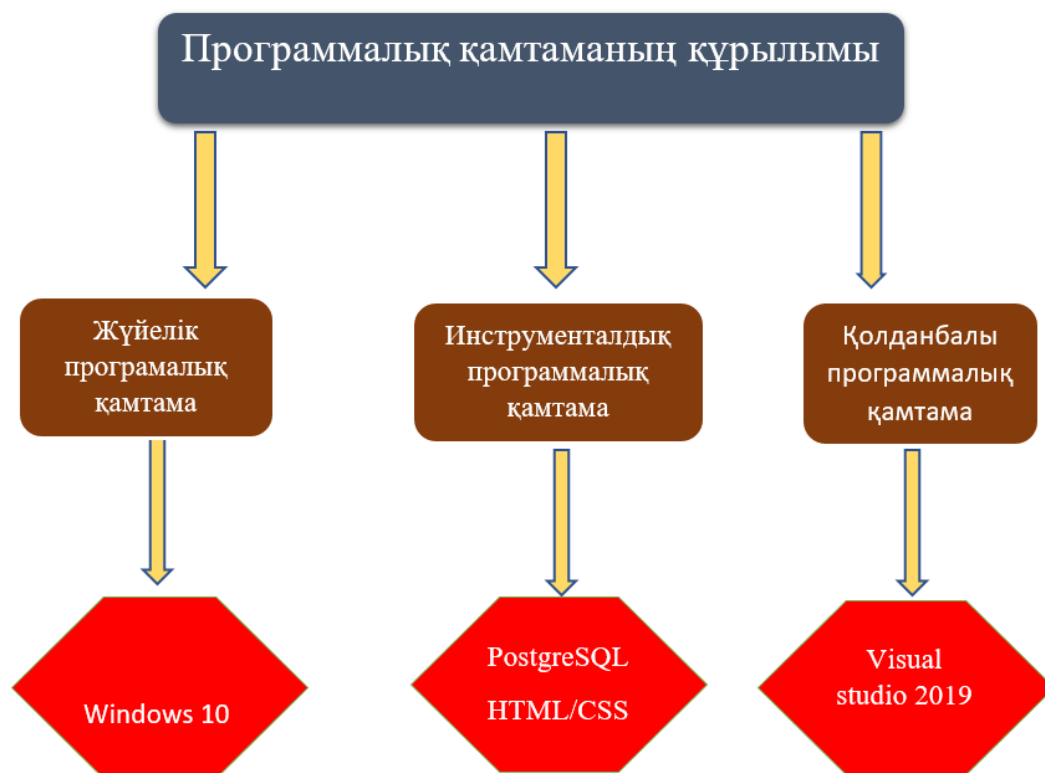 Программалық қамтаманың құрылымы
Жүйелік
програмалық
қамтама
Инструменталдық
программалық
қамтама
Қолданбалы
программалық
қамтама
Windows 10
PostgreSQL
HTML/CSS
Visual
studio 2019